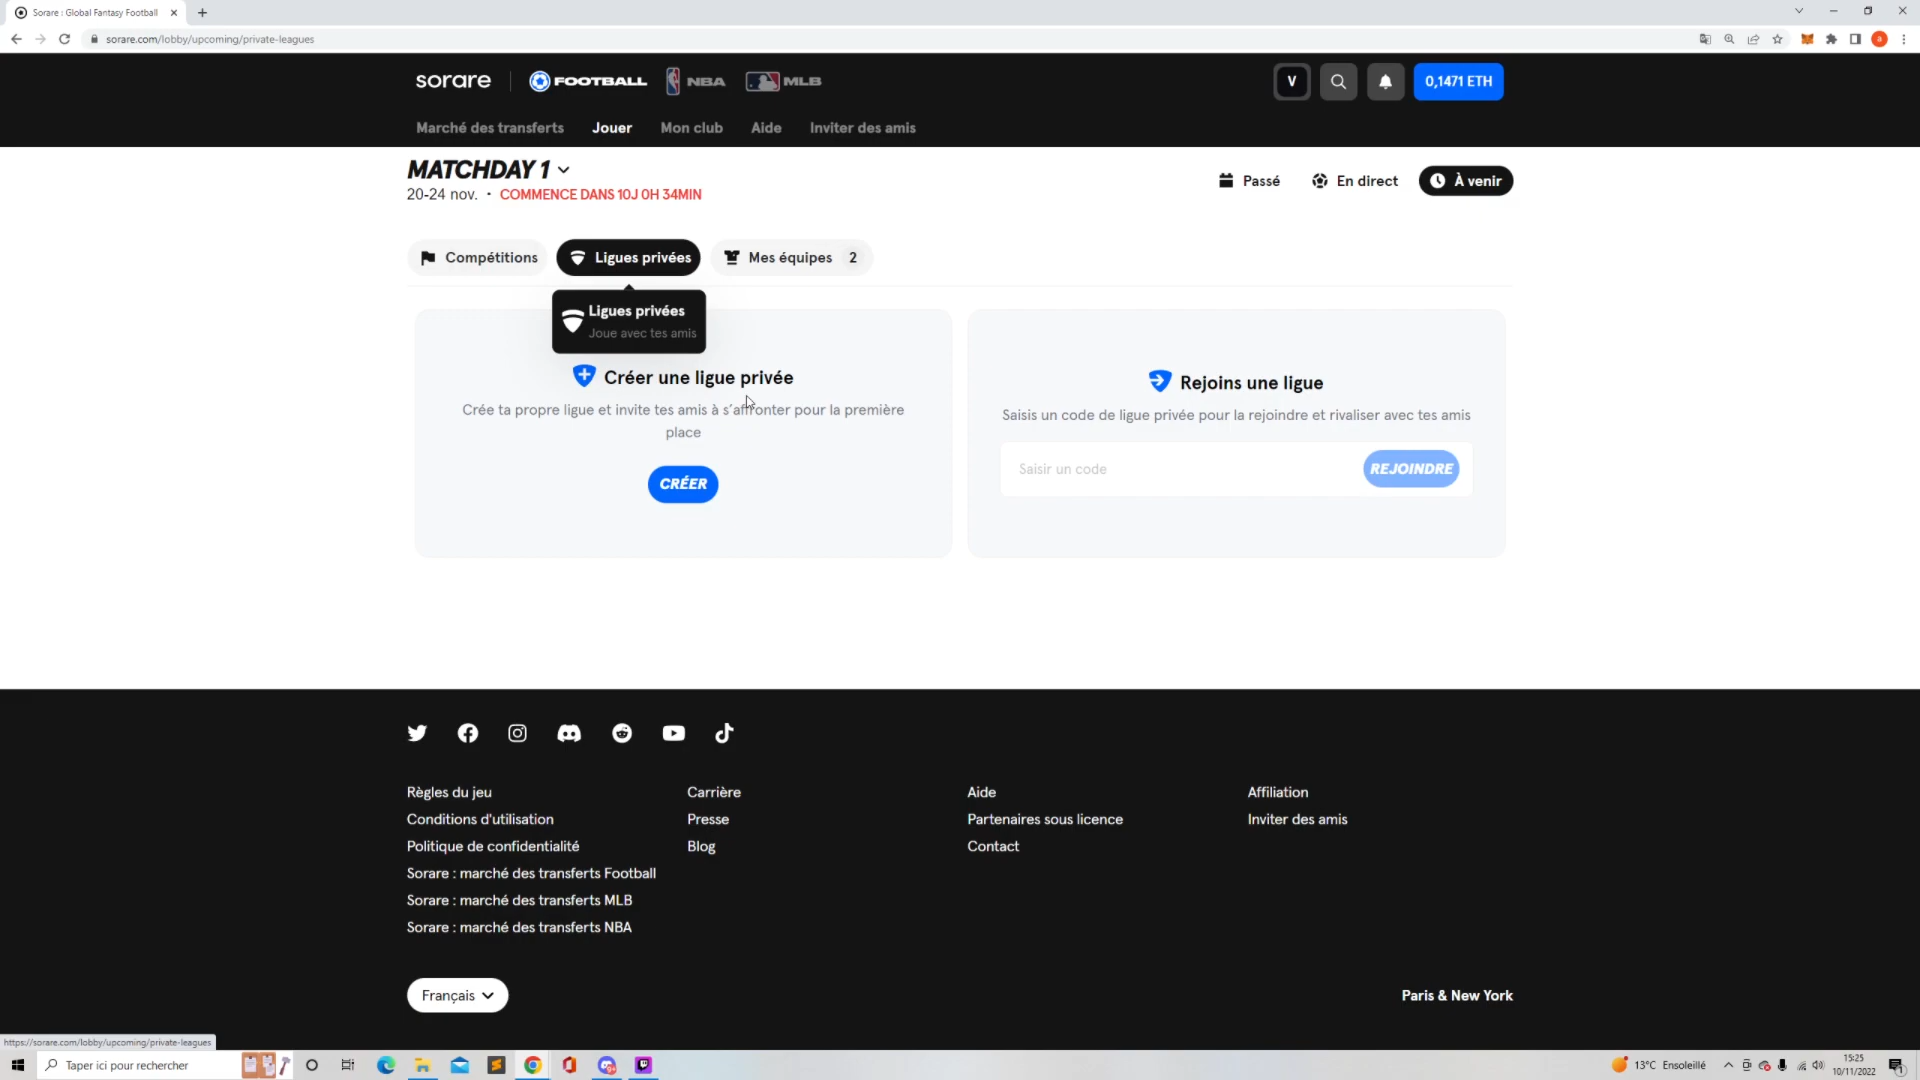 Sorare : Global Fantasy Football
sorare.com/lobby/upcoming/private-leagues
sorare
FOOTBALL
NBA
MLB
V
0,1471 ETH
Marché des transferts
Jouer
Mon club
Aide
Inviter des amis
MATCHDAY 1
20-24 nov. • COMMENCE DANS 10J 0H 34MIN
Passé
En direct
À venir
Compétitions
Ligues privées
Mes équipes 2
Ligues privées
Joue avec tes amis
Créer une ligue privée
Crée ta propre ligue et invite tes amis à s'affronter pour la première
place
CRÉER
Rejoins une ligue
Saisis un code de ligue privée pour la rejoindre et rivaliser avec tes amis
Saisir un code
REJOINDRE
Règles du jeu
Conditions d'utilisation
Politique de confidentialité
Sorare : marché des transferts Football
Sorare : marché des transferts MLB
Sorare : marché des transferts NBA
Carrière
Presse
Blog
Aide
Partenaires sous licence
Contact
Affiliation
Inviter des amis
Français
Paris & New York
https://sorare.com/lobby/upcoming/private-leagues
Taper ici pour rechercher
13°C Ensoleillé
15:25
10/11/2022